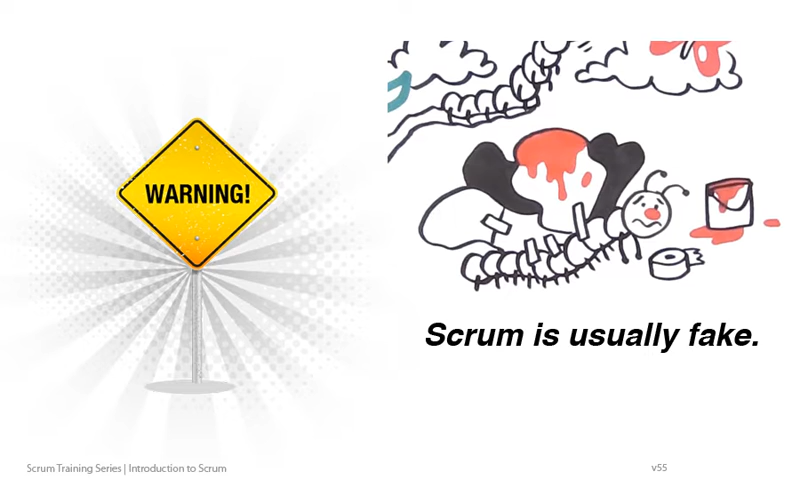 WARNING!
Scrum is usually fake.
Scrum Training Series | Introduction to Scrum
v55